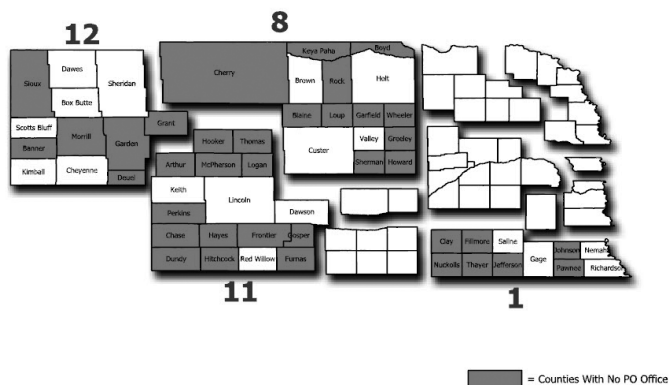 12
8
Sioux
Dawes
Sheridan
Box Butte
Scotts Bluff
Morrill
Garden
Grant
Banner
Kimball
Cheyenne
Deuel
Cherry
Keya Paha
Boyd
Brown
Rock
Holt
Blaine
Loup
Garfield
Wheeler
Custer
Valley
Greeley
Sherman
Howard
Hooker
Thomas
Arthur
McPherson
Logan
Keith
Lincoln
Perkins
Dawson
Chase
Hayes
Frontier
Gosper
Dundy
Hitchcock
Red Willow
Furnas
11
Clay
Fillmore
Saline
Gage
Johnson
Nemaha
Nuckolls
Thayer
Jefferson
Pawnee
Richardson
1
= Counties With No PO Office